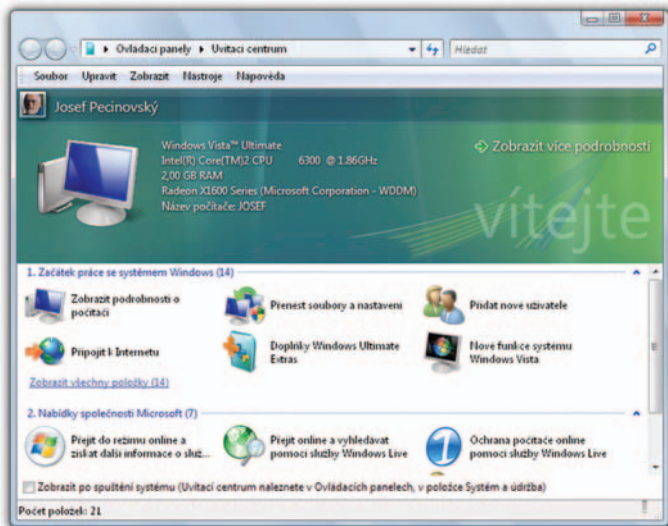 Ovládací panely ▸ Uvítací centrum
Hledat
Soubor Upravit Zobrazit Nástroje Nápověda
Josef Pecinovský
Windows Vista™ Ultimate
Intel(R) Core(TM)2 CPU 6300 @ 1.86GHz
2,00 GB RAM
Radeon X1600 Series (Microsoft Corporation - WDDM)
Název počítače: JOSEF
Zobrazit více podrobností
vítejte
1. Začátek práce se systémem Windows (14)
Zobrazit podrobnosti o
počítači
Přenést soubory a nastavení
Přidat nové uživatele
Připojit k Internetu
Doplňky Windows Ultimate
Extras
Nové funkce systému
Windows Vista
Zobrazit všechny položky (14)
2. Nabídky společnosti Microsoft (7)
Přejít do režimu online a
získat další informace o služ...
Přejít online a vyhledávat
pomocí služby Windows Live
Ochrana počítače online
pomocí služby Windows Live
Zobrazit po spuštění systému (Uvítací centrum naleznete v Ovládacích panelech, v položce Systém a údržba)
Počet položek: 21